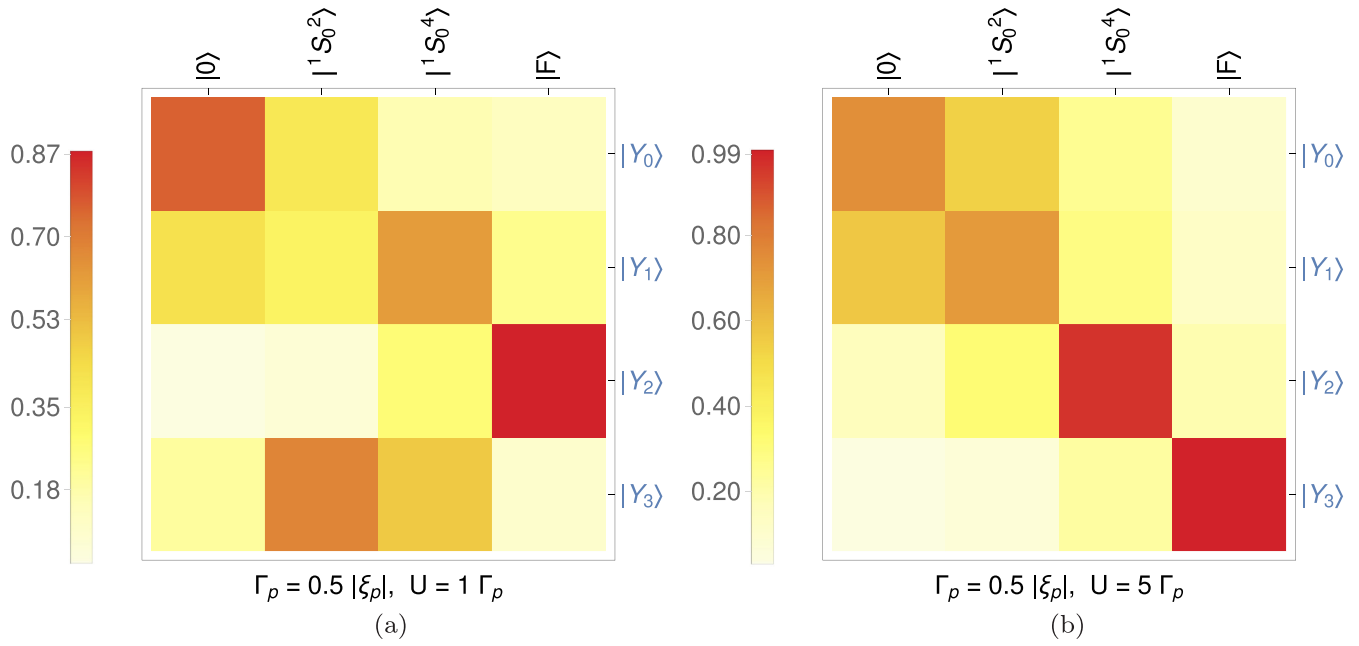 |0⟩ | ¹S₀²⟩ | ¹S₀⁴⟩ |F⟩
0.87
0.70
0.53
0.35
0.18
|Y₀⟩
|Y₁⟩
|Y₂⟩
|Y₃⟩
Γₚ = 0.5 |ξₚ|, U = 1 Γₚ
(a)
|0⟩ | ¹S₀²⟩ | ¹S₀⁴⟩ |F⟩
0.99
0.80
0.60
0.40
0.20
|Y₀⟩
|Y₁⟩
|Y₂⟩
|Y₃⟩
Γₚ = 0.5 |ξₚ|, U = 5 Γₚ
(b)